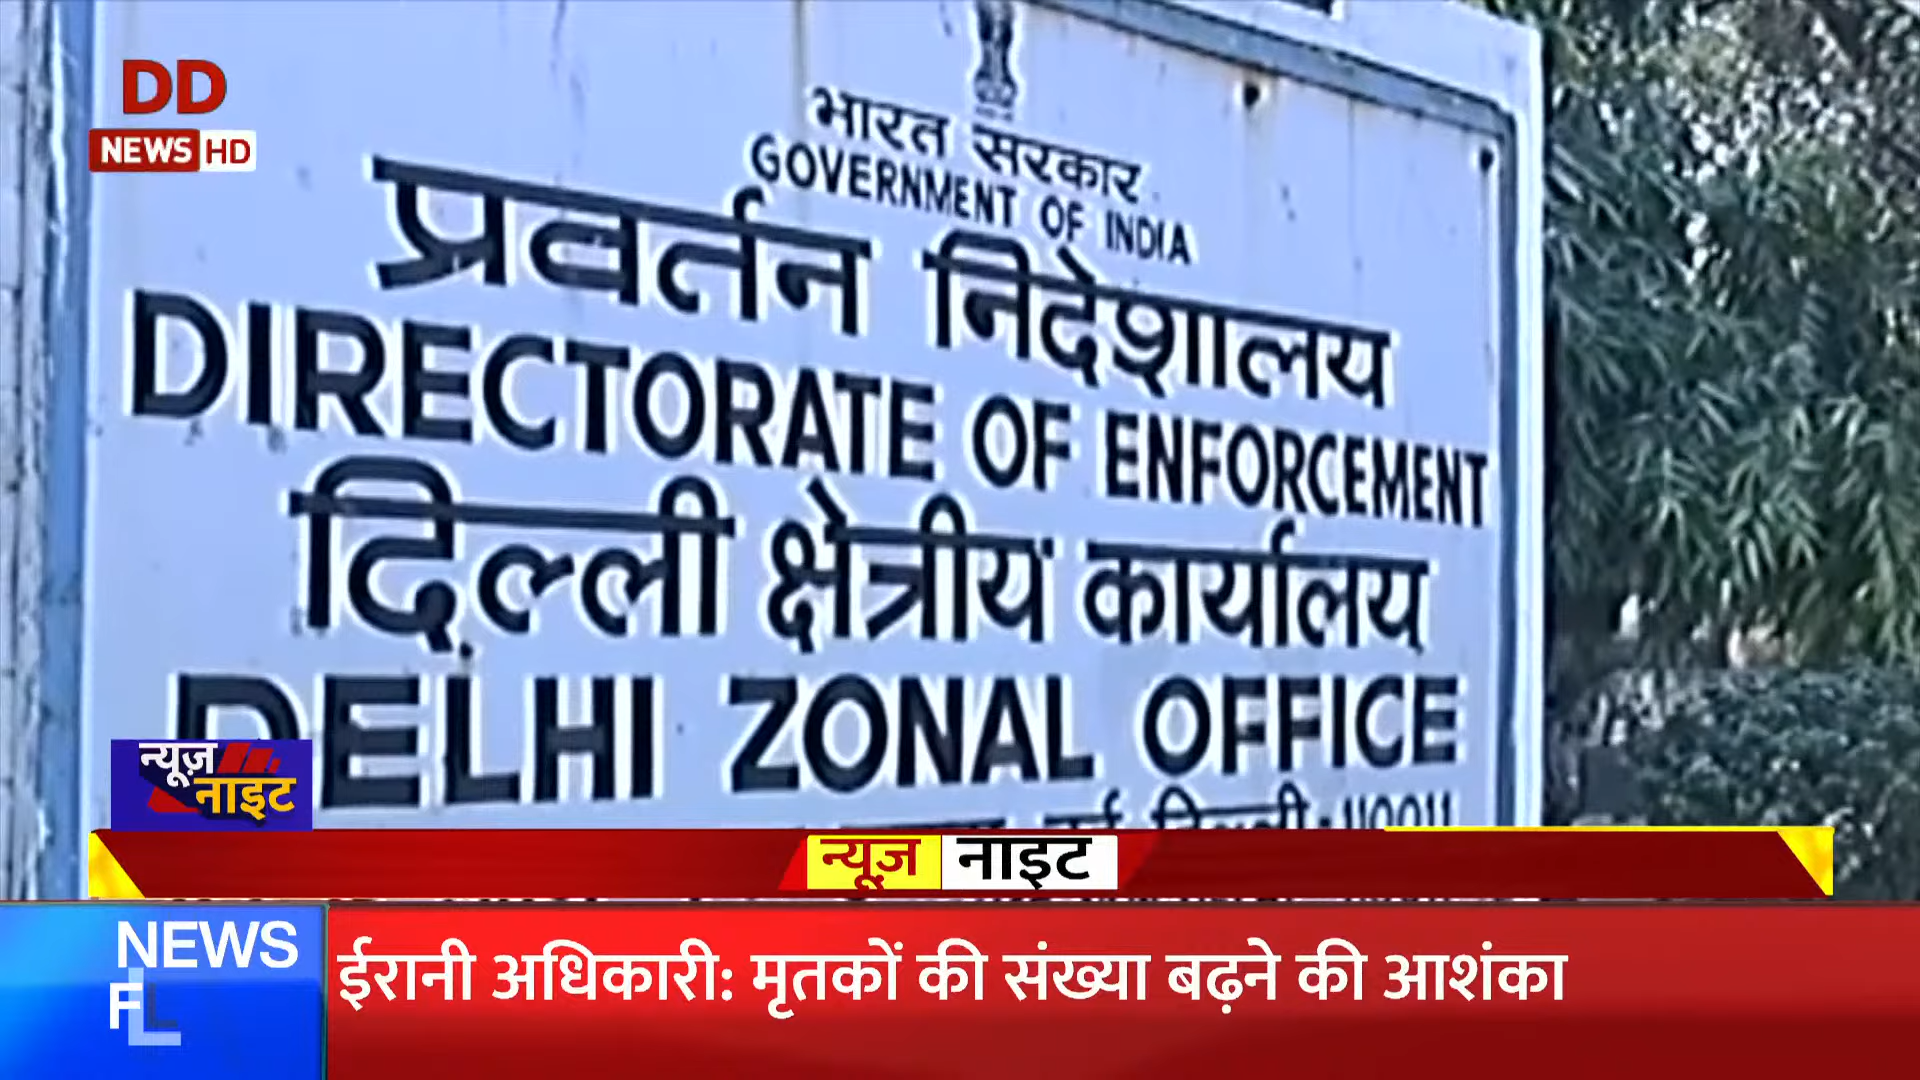 DD
NEWS HD
भारत सरकार
GOVERNMENT OF INDIA
प्रवर्तन निदेशालय
DIRECTORATE OF ENFORCEMENT
दिल्ली क्षेत्रीय कार्यालय
DELHI ZONAL OFFICE
न्यूज़
नाइट
न्यूज़ नाइट
NEWS
ईरानी अधिकारी: मृतकों की संख्या बढ़ने की आशंका